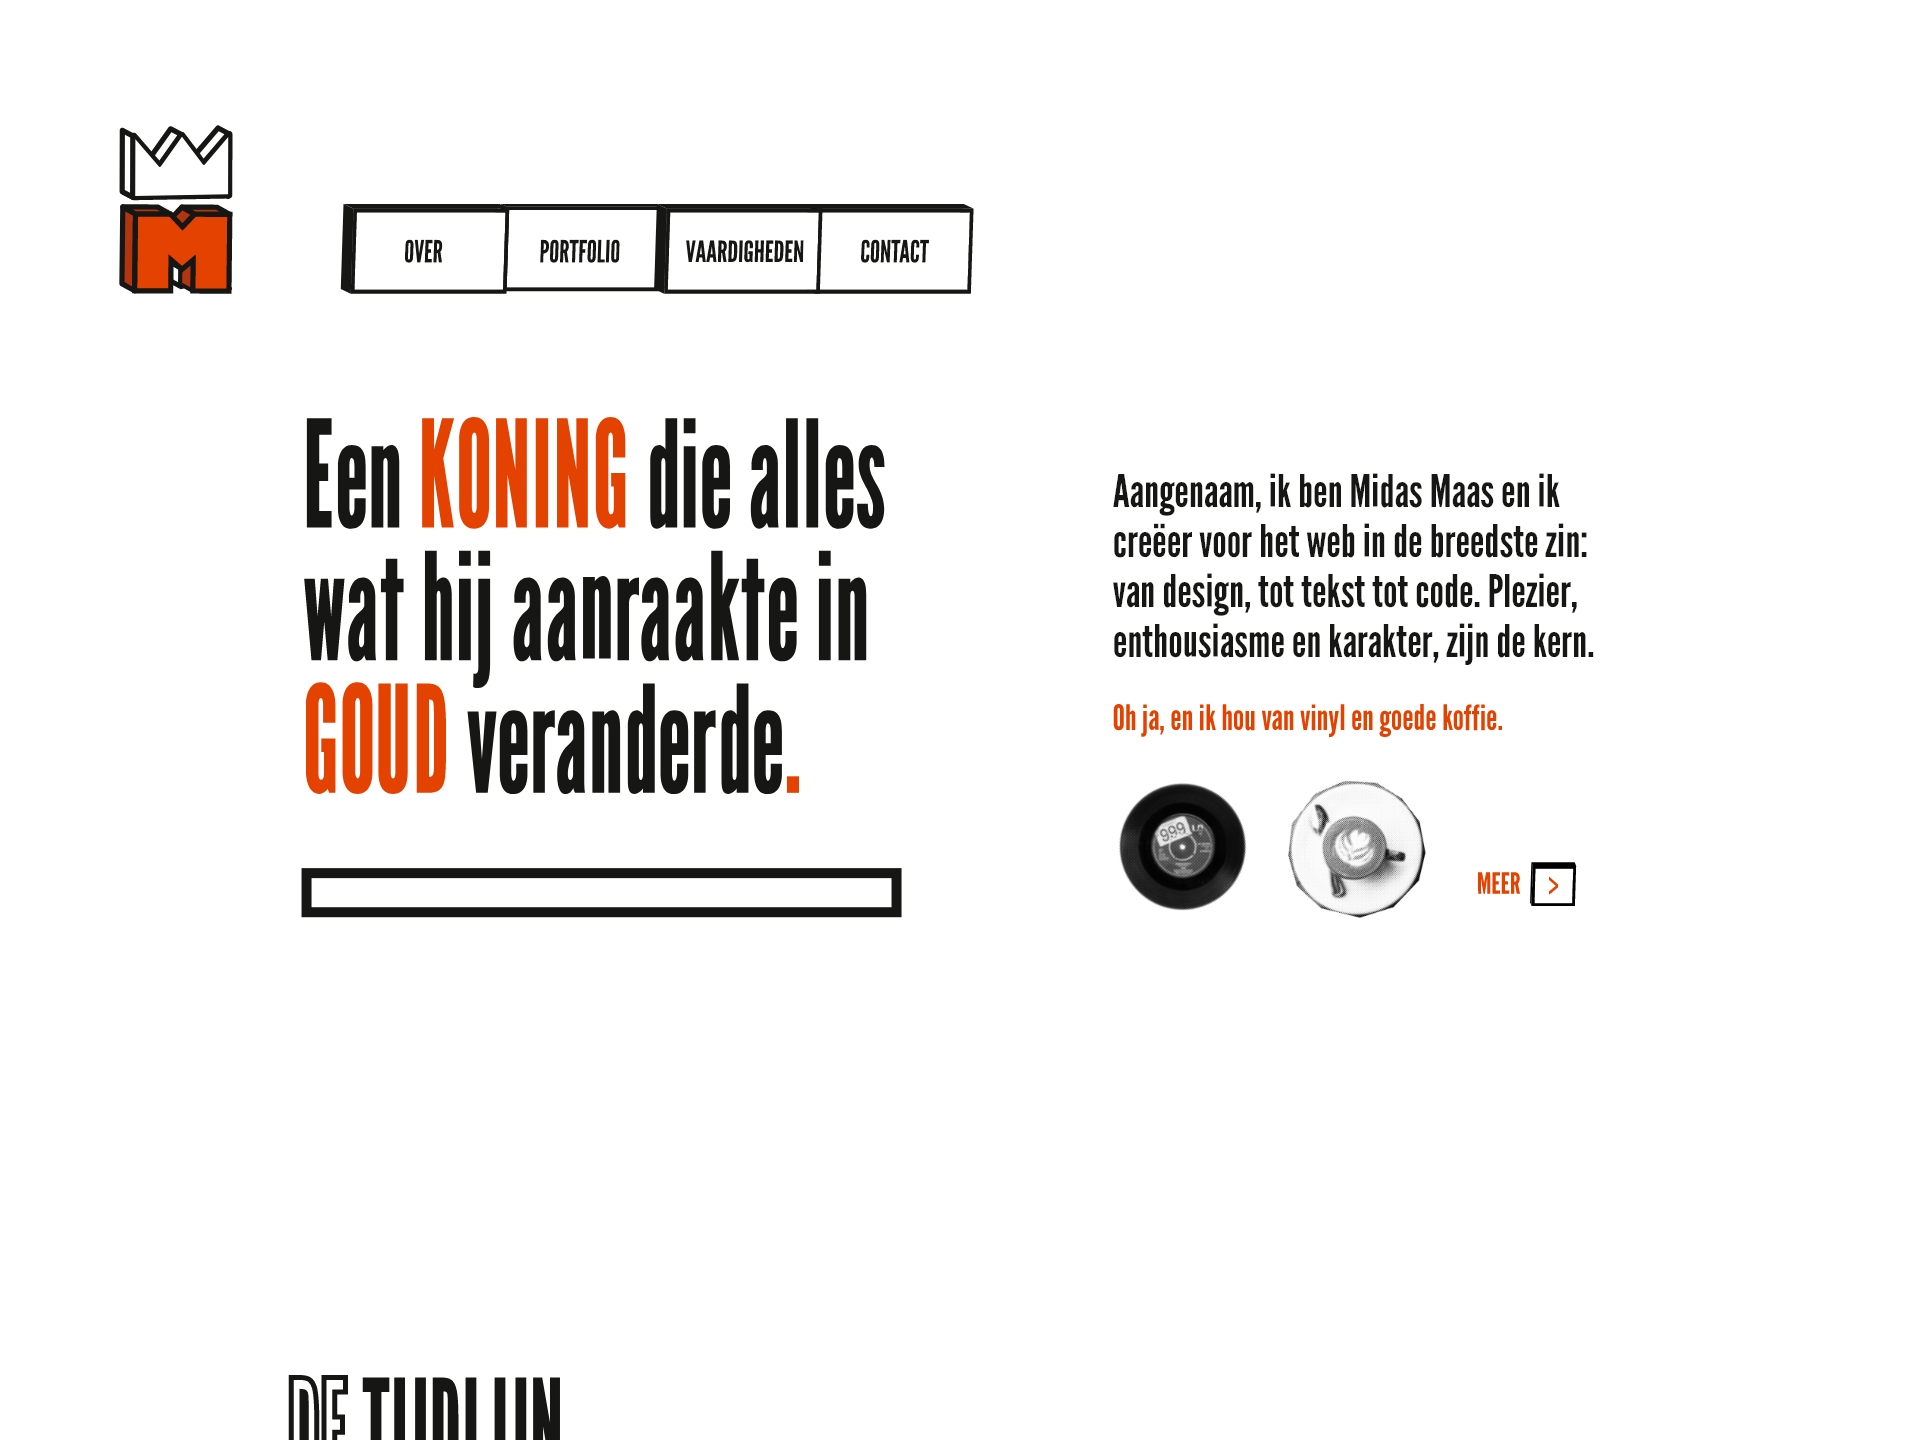 M
OVER
PORTFOLIO
VAARDIGHEDEN
CONTACT
Een KONING die alles
wat hij aanraakte in
GOUD veranderde.
Aangenaam, ik ben Midas Maas en ik
creëer voor het web in de breedste zin:
van design, tot tekst tot code. Plezier,
enthousiasme en karakter, zijn de kern.
Oh ja, en ik hou van vinyl en goede koffie.
999
MEER >
DE TIJDLIJN